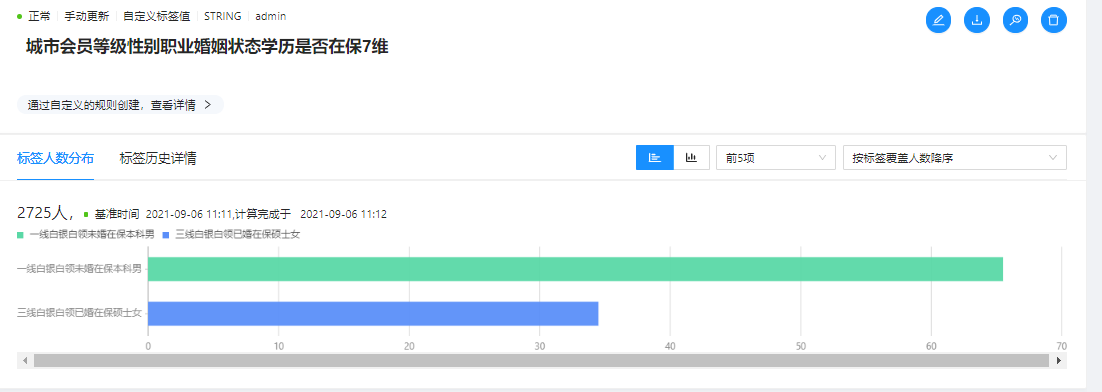 正常 手动更新 自定义标签值 STRING admin
城市会员等级性别职业婚姻状态学历是否在保7维
通过自定义的规则创建，查看详情 >
标签人数分布 标签历史详情 前5项 按标签覆盖人数降序
2725人， 基准时间 2021-09-06 11:11,计算完成于 2021-09-06 11:12
一线白银白领未婚在保本科男 三线白银白领已婚在保硕士女
一线白银白领未婚在保本科男
三线白银白领已婚在保硕士女
0 10 20 30 40 50 60 70